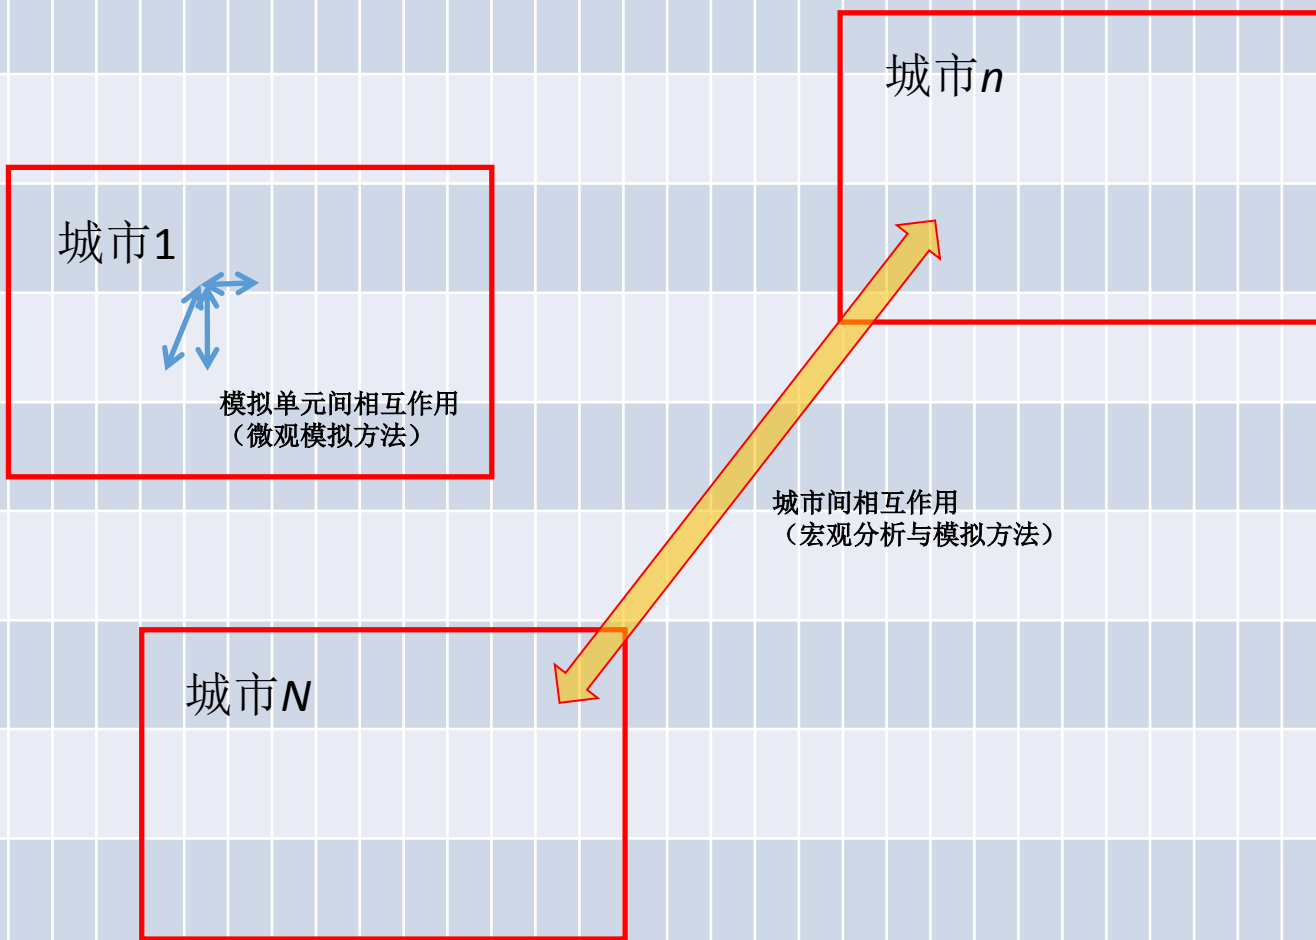 城市n
城市1
模拟单元间相互作用
（微观模拟方法）
城市间相互作用
（宏观分析与模拟方法）
城市N